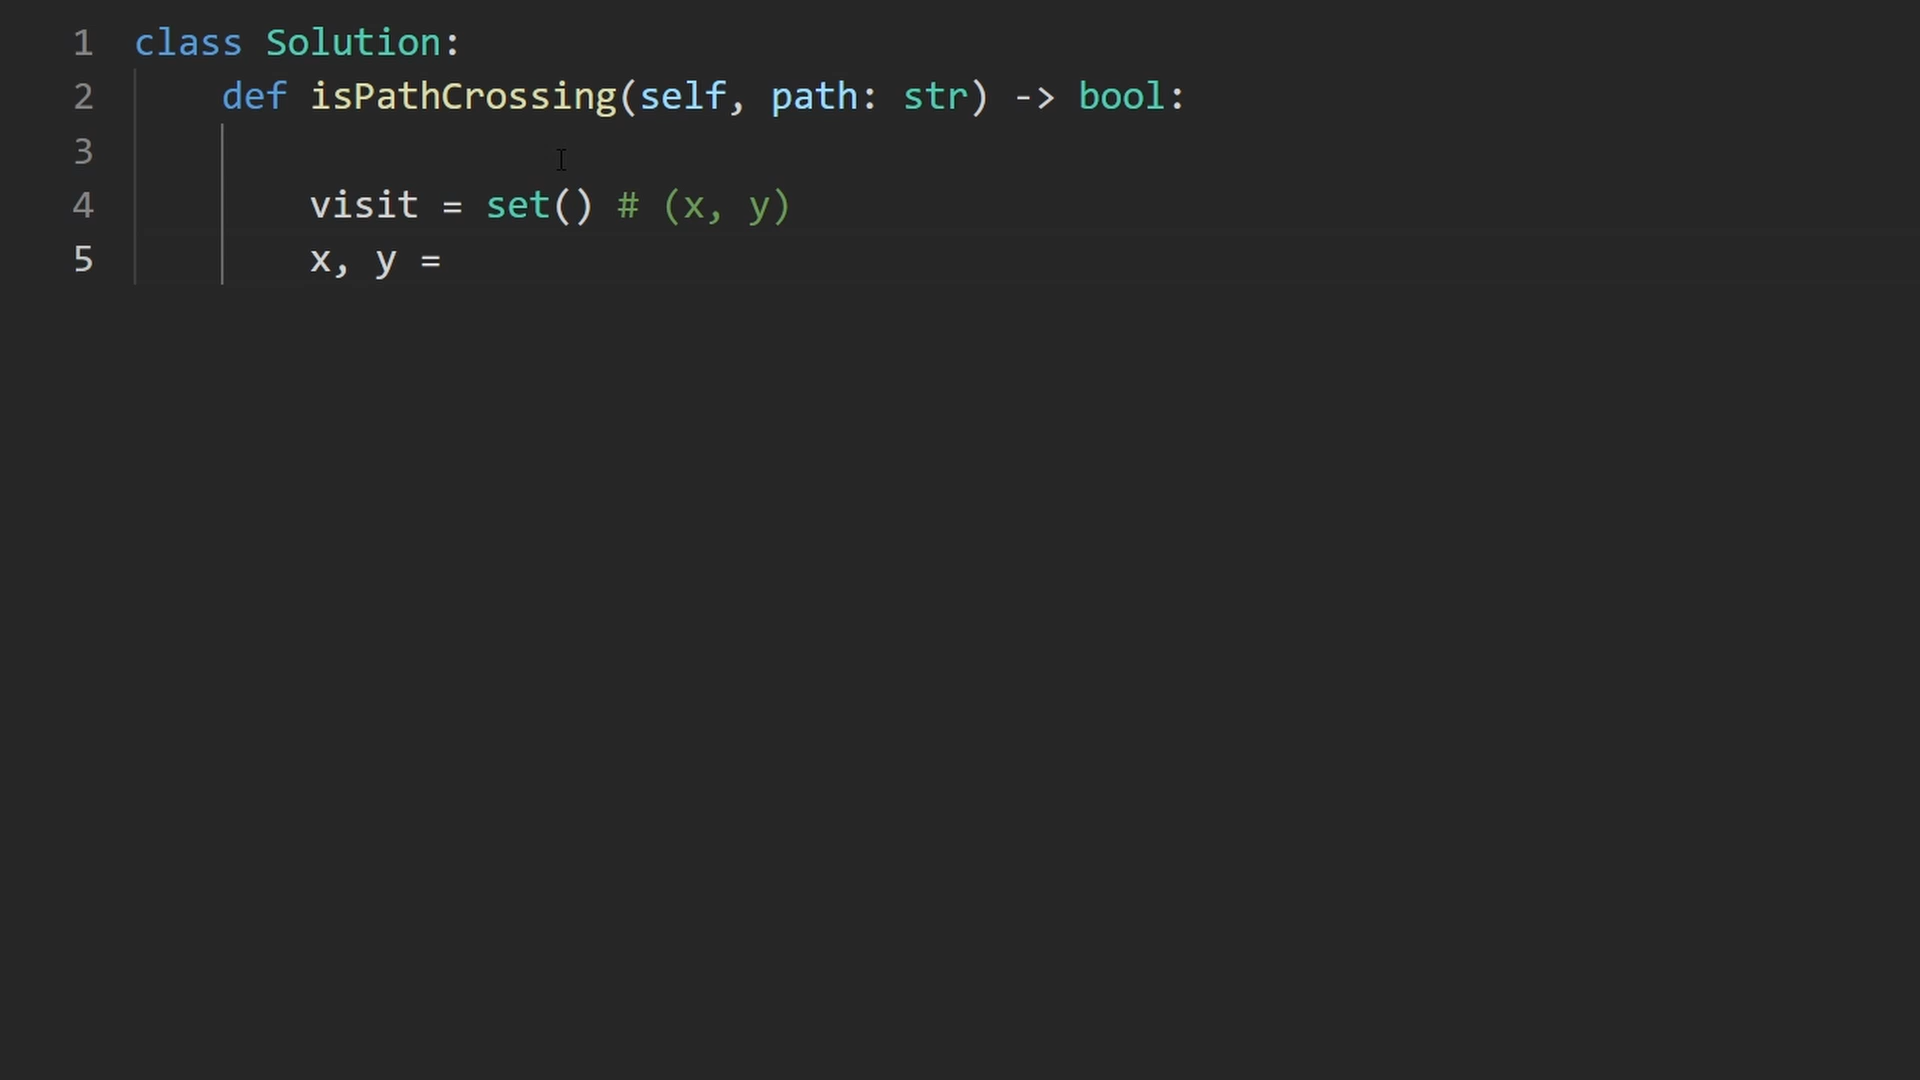 1 class Solution:
2 def isPathCrossing(self, path: str) -> bool:
3
4 visit = set() # (x, y)
5 x, y =